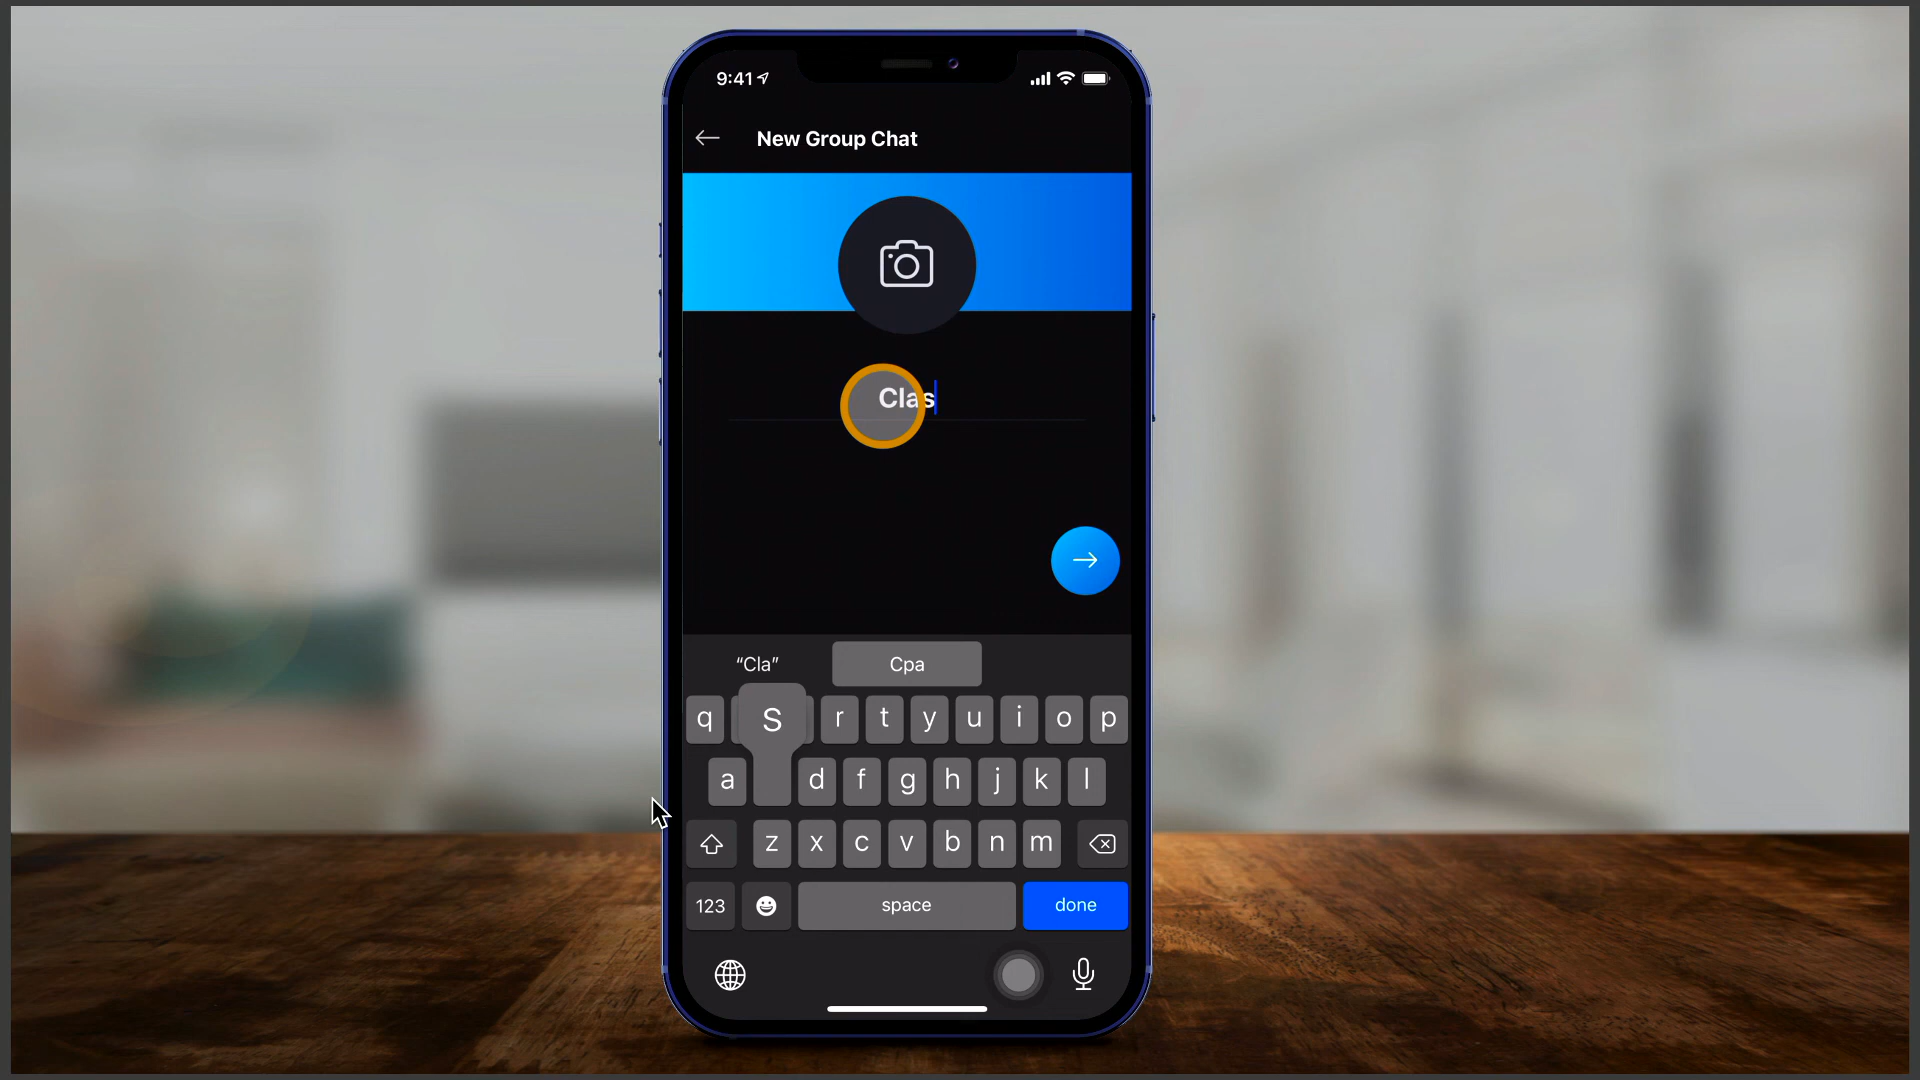 9:41
New Group Chat
Clas
“Cla” Cpa
q S r t y u i o p
a d f g h j k l
z x c v b n m
123 space done